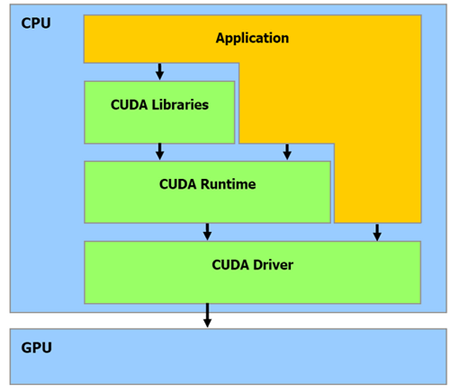 CPU
Application
CUDA Libraries
CUDA Runtime
CUDA Driver
GPU